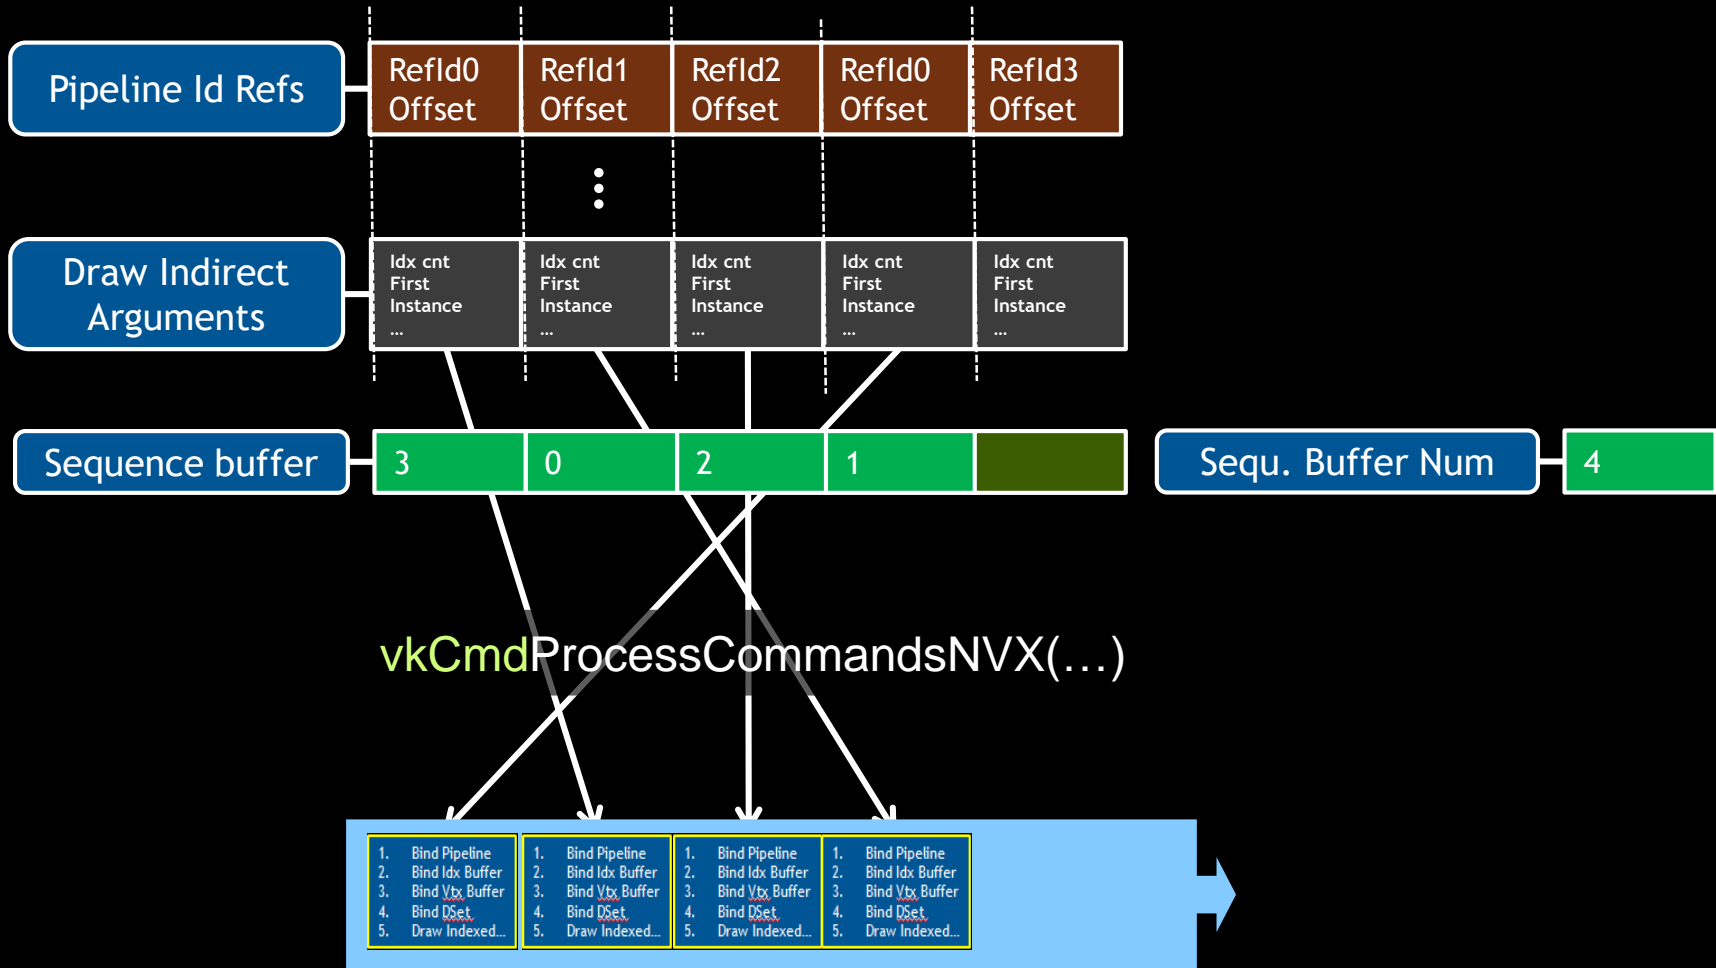 Pipeline Id Refs
RefId0
Offset
RefId1
Offset
RefId2
Offset
RefId0
Offset
RefId3
Offset
Draw Indirect
Arguments
Idx cnt
First
Instance
...
Idx cnt
First
Instance
...
Idx cnt
First
Instance
...
Idx cnt
First
Instance
...
Idx cnt
First
Instance
...
Sequence buffer
3
0
2
1
Sequ. Buffer Num
4
vkCmdProcessCommandsNVX(...)
1. Bind Pipeline
2. Bind Idx Buffer
3. Bind Vtx Buffer
4. Bind DSet
5. Draw Indexed...
1. Bind Pipeline
2. Bind Idx Buffer
3. Bind Vtx Buffer
4. Bind DSet
5. Draw Indexed...
1. Bind Pipeline
2. Bind Idx Buffer
3. Bind Vtx Buffer
4. Bind DSet
5. Draw Indexed...
1. Bind Pipeline
2. Bind Idx Buffer
3. Bind Vtx Buffer
4. Bind DSet
5. Draw Indexed...